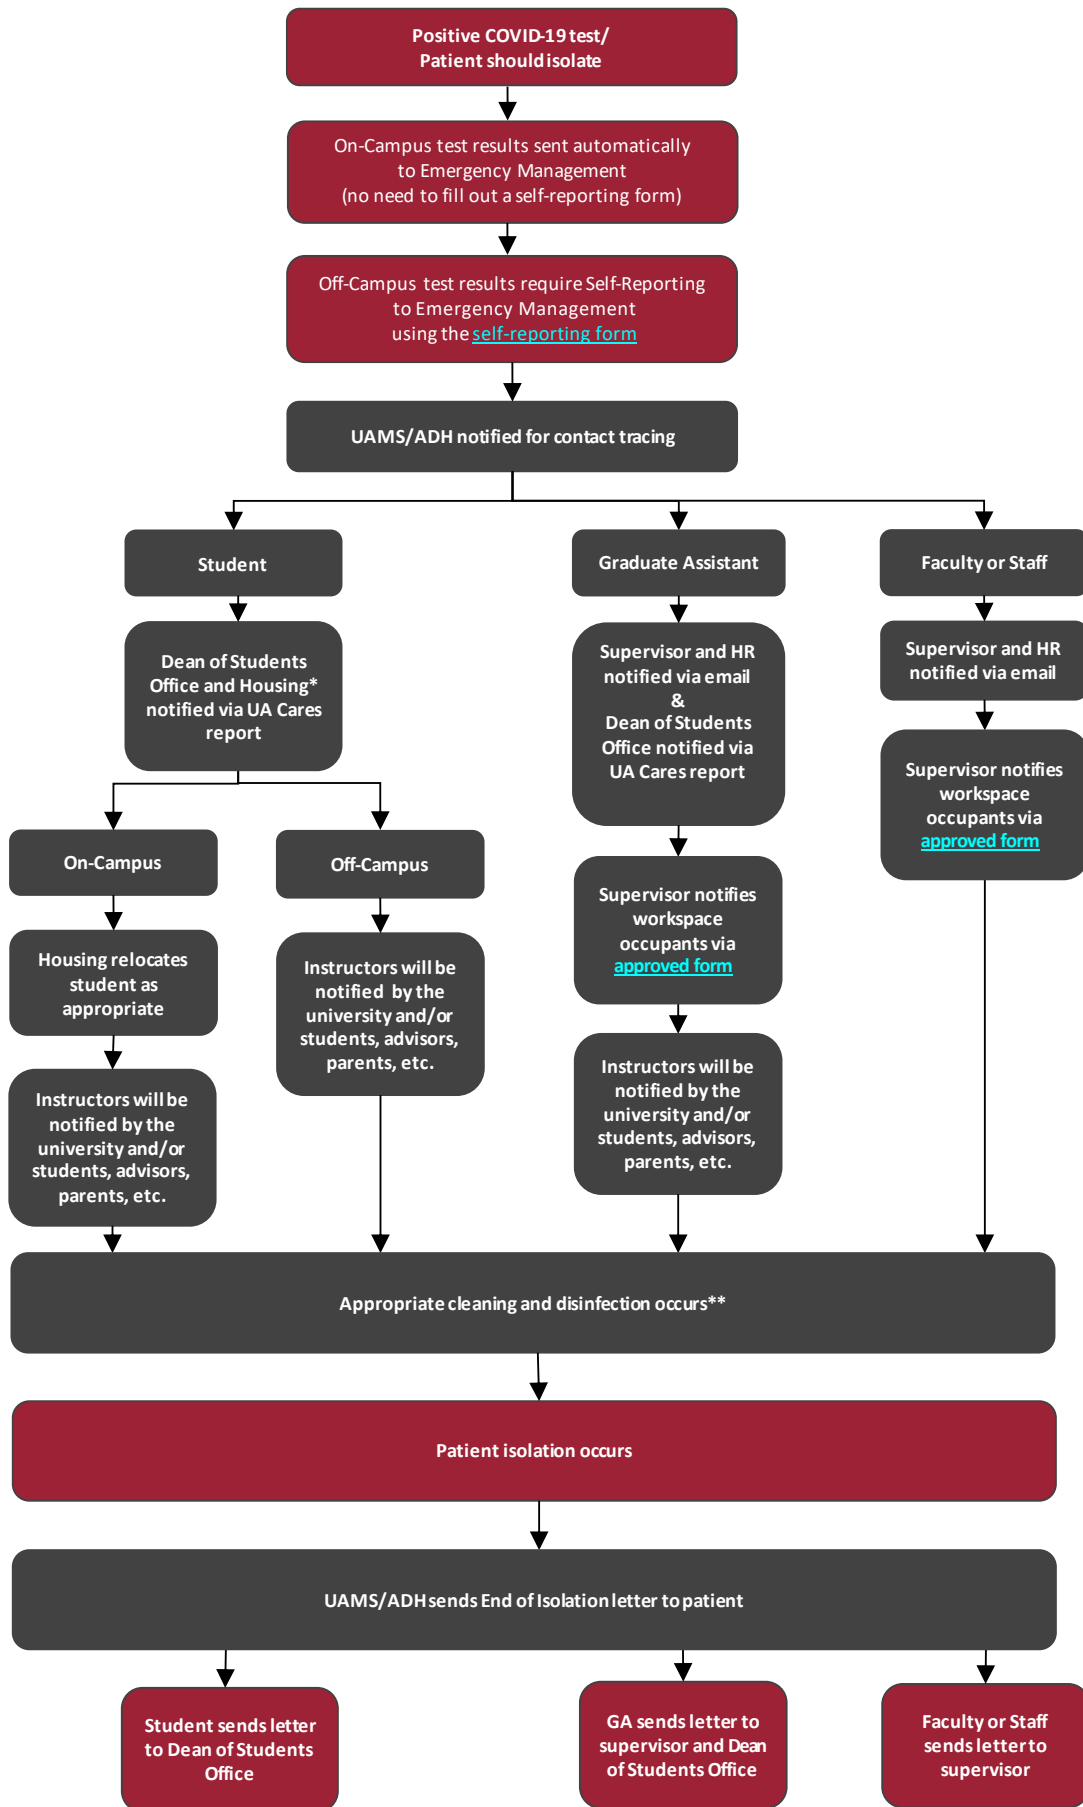 Positive COVID-19 test/
Patient should isolate
On-Campus test results sent automatically
to Emergency Management
(no need to fill out a self-reporting form)
Off-Campus test results require Self-Reporting
to Emergency Management
using the self-reporting form
UAMS/ADH notified for contact tracing
Student
Graduate Assistant
Faculty or Staff
Dean of Students
Office and Housing*
notified via UA Cares
report
Supervisor and HR
notified via email
&
Dean of Students
Office notified via
UA Cares report
Supervisor and HR
notified via email
Supervisor notifies
workspace
occupants via
approved form
On-Campus
Off-Campus
Supervisor notifies
workspace
occupants via
approved form
Housing relocates
student as
appropriate
Instructors will be
notified by the
university and/or
students, advisors,
parents, etc.
Instructors will be
notified by the
university and/or
students, advisors,
parents, etc.
Instructors will be
notified by the
university and/or
students, advisors,
parents, etc.
Appropriate cleaning and disinfection occurs**
Patient isolation occurs
UAMS/ADH sends End of Isolation letter to patient
Student sends letter
to Dean of Students
Office
GA sends letter to
supervisor and Dean
of Students Office
Faculty or Staff
sends letter to
supervisor